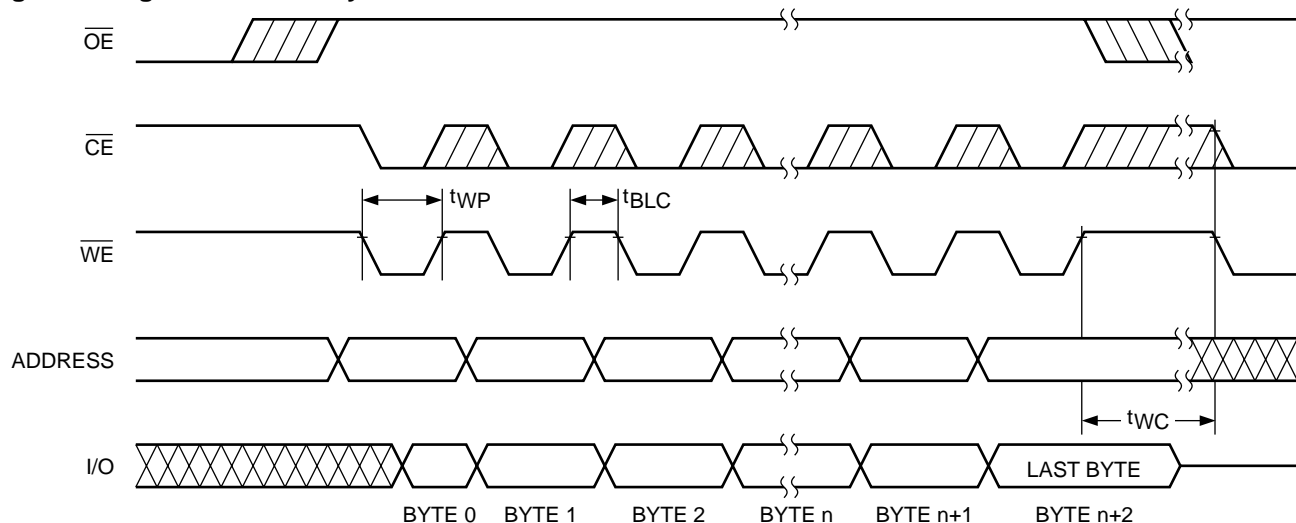 OE
CE
tWP
tBLC
WE
ADDRESS
tWC
I/O
LAST BYTE
BYTE 0 BYTE 1 BYTE 2 BYTE n BYTE n+1 BYTE n+2